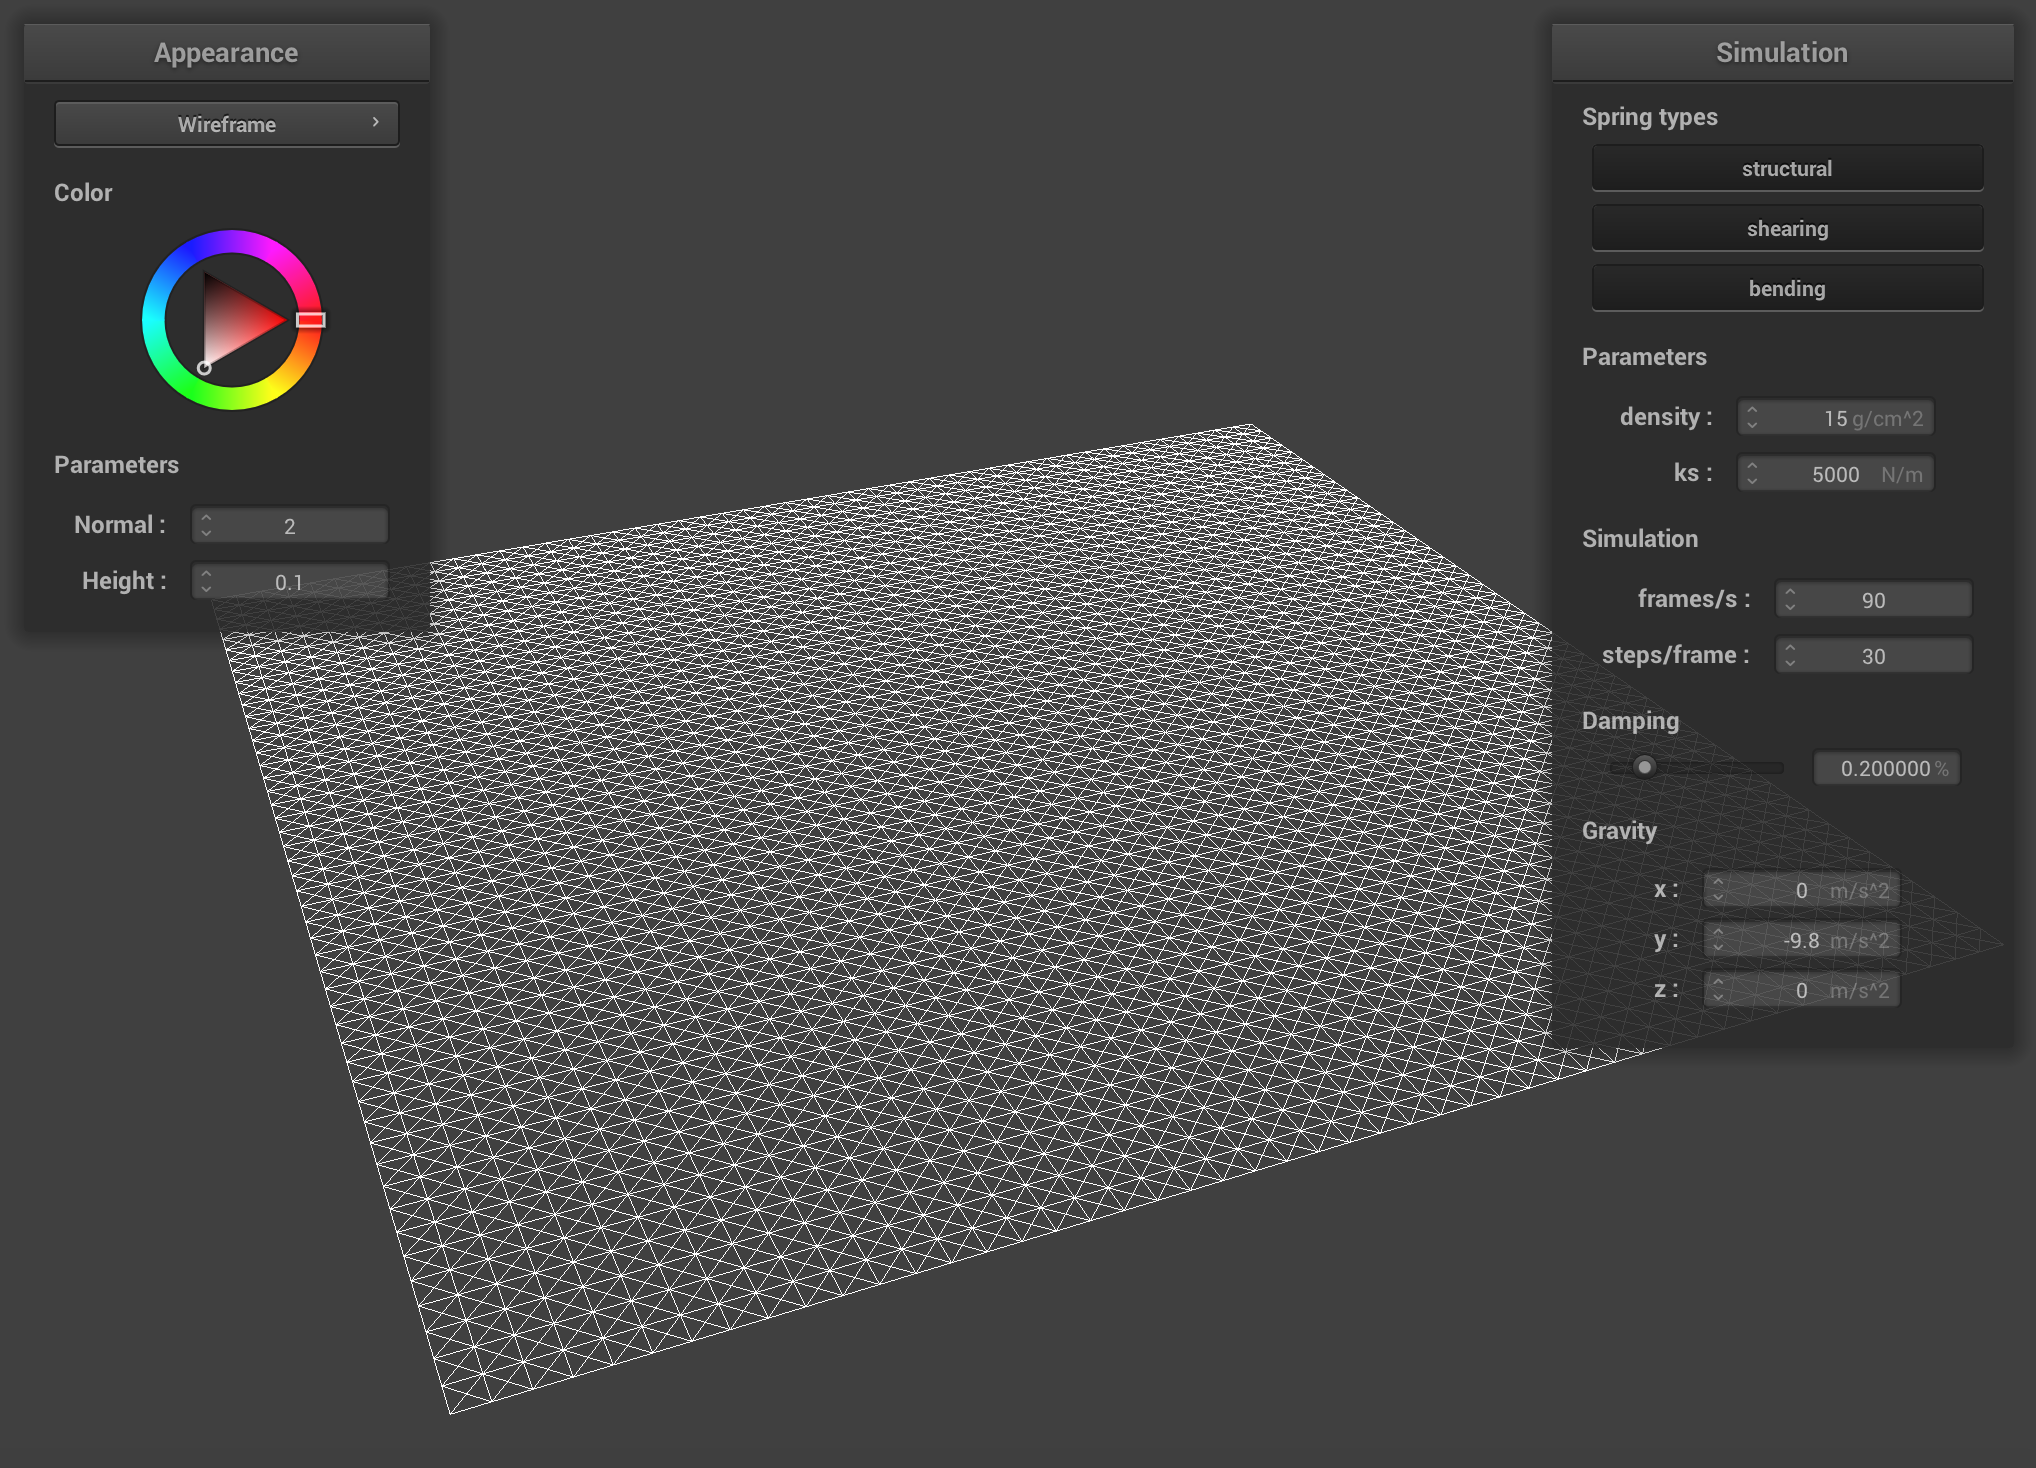 Appearance
Wireframe
Color
Parameters
Normal : 2
Height : 0.1
Simulation
Spring types
structural
shearing
bending
Parameters
density : 15 g/cm^2
ks : 5000 N/m
Simulation
frames/s : 90
steps/frame : 30
Damping
0.200000 %
Gravity
x : 0 m/s^2
y : -9.8 m/s^2
z : 0 m/s^2